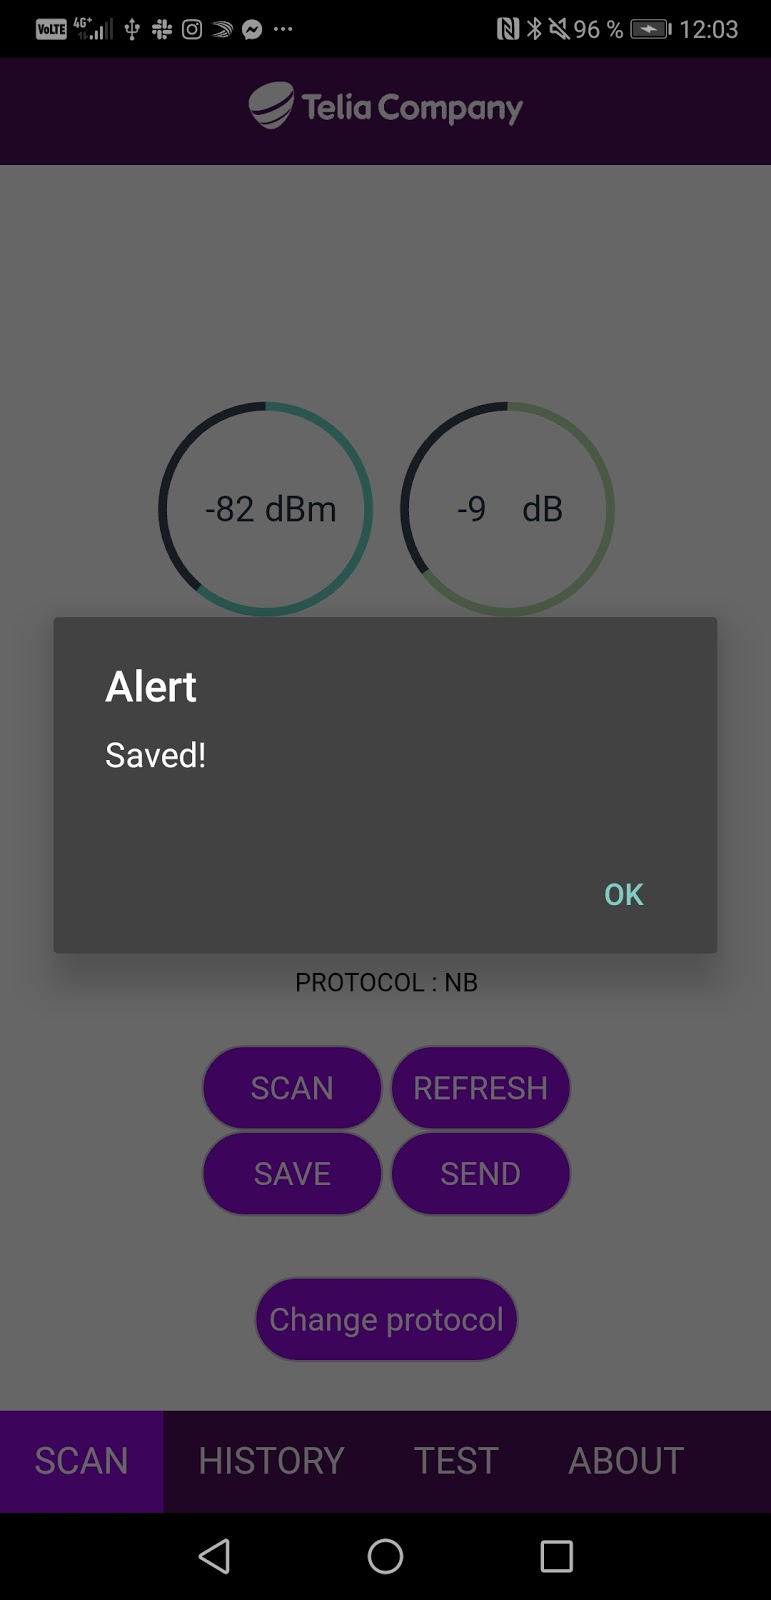 VoLTE 4G+ 96 % 12:03
Telia Company
-82 dBm -9 dB
Alert
Saved!
OK
PROTOCOL : NB
SCAN REFRESH
SAVE SEND
Change protocol
SCAN HISTORY TEST ABOUT